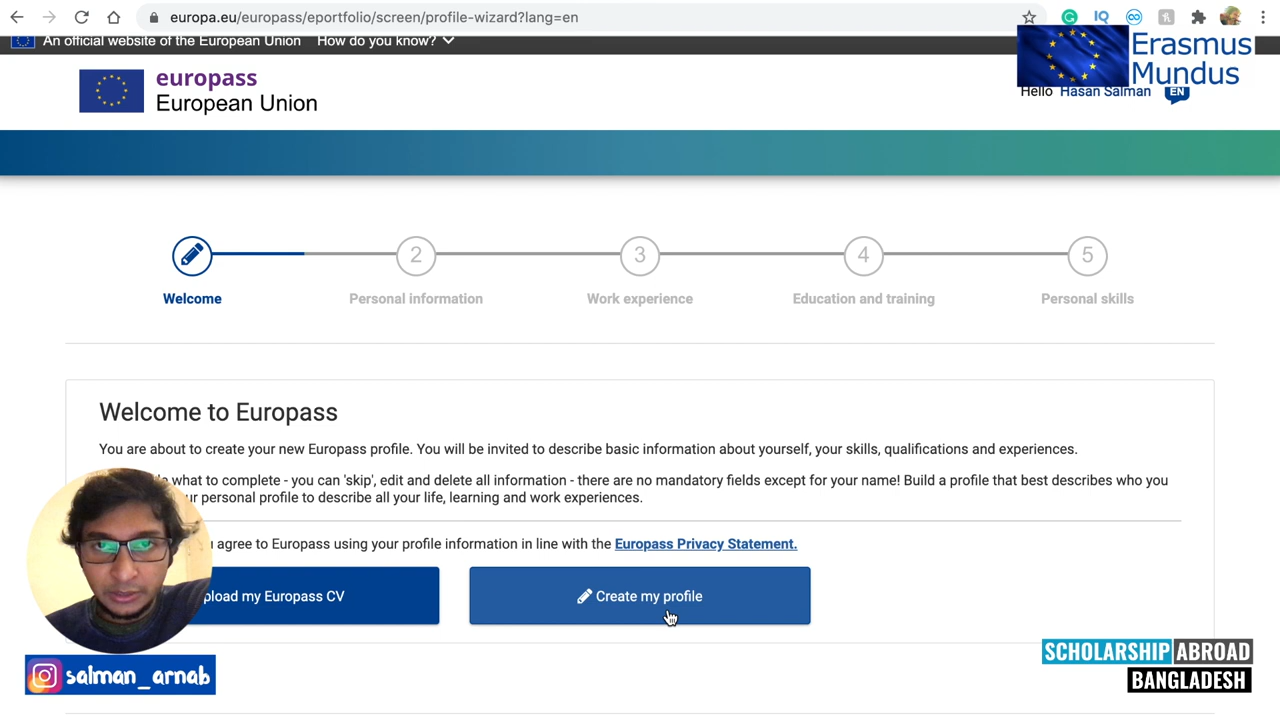 europa.eu/europass/eportfolio/screen/profile-wizard?lang=en
IQ
An official website of the European Union How do you know?
Erasmus
Mundus
europass
European Union
Hello Hasan Salman EN
2
3
4
5
Welcome
Personal information
Work experience
Education and training
Personal skills
Welcome to Europass
You are about to create your new Europass profile. You will be invited to describe basic information about yourself, your skills, qualifications and experiences.
what to complete - you can 'skip', edit and delete all information - there are no mandatory fields except for your name! Build a profile that best describes who you
personal profile to describe all your life, learning and work experiences.
agree to Europass using your profile information in line with the Europass Privacy Statement.
pload my Europass CV
Create my profile
salman_arnab
SCHOLARSHIP ABROAD
BANGLADESH